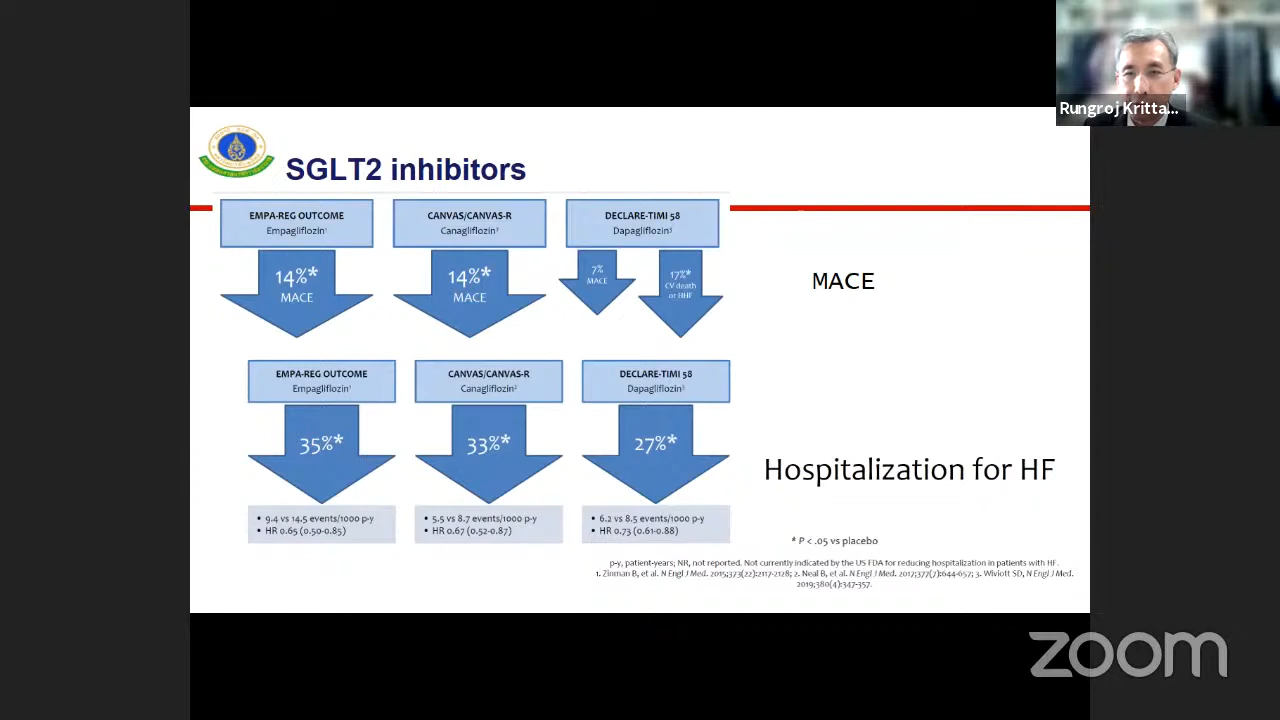 Rungroj Kritta...
SGLT2 inhibitors
EMPA-REG OUTCOME
Empagliflozin¹
CANVAS/CANVAS-R
Canagliflozin²
DECLARE-TIMI 58
Dapagliflozin³
14%*
MACE
14%*
MACE
7%
MACE
17%*
CV death
or HHF
MACE
EMPA-REG OUTCOME
Empagliflozin¹
CANVAS/CANVAS-R
Canagliflozin²
DECLARE-TIMI 58
Dapagliflozin³
35%*
33%*
27%*
Hospitalization for HF
• 9.4 vs 14.5 events/1000 p-y
• HR 0.65 (0.50-0.85)
• 5.5 vs 8.7 events/1000 p-y
• HR 0.67 (0.52-0.87)
• 6.2 vs 8.5 events/1000 p-y
• HR 0.73 (0.61-0.88)
* P < .05 vs placebo
p-y, patient-years; NR, not reported. Not currently indicated by the US FDA for reducing hospitalization in patients with HF.
1. Zinman B, et al. N Engl J Med. 2015;373(22):2117-2128; 2. Neal B, et al. N Engl J Med. 2017;377(7):644-657; 3. Wiviott SD, N Engl J Med.
2019;380(4):347-357.
zoom